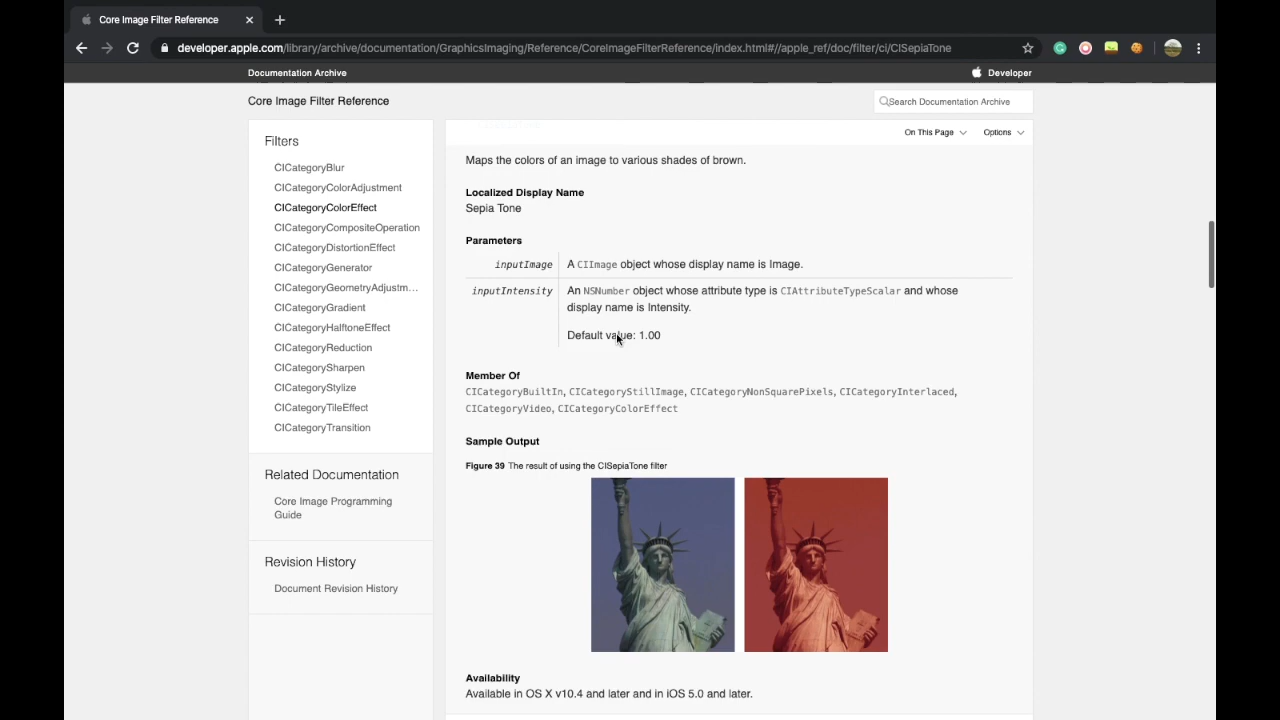 Core Image Filter Reference
developer.apple.com/library/archive/documentation/GraphicsImaging/Reference/CoreImageFilterReference/index.html#//apple_ref/doc/filter/ci/CISepiaTone
Documentation Archive
Developer
Core Image Filter Reference
Search Documentation Archive
Filters
CICategoryBlur
CICategoryColorAdjustment
CICategoryColorEffect
CICategoryCompositeOperation
CICategoryDistortionEffect
CICategoryGenerator
CICategoryGeometryAdjustm...
CICategoryGradient
CICategoryHalftoneEffect
CICategoryReduction
CICategorySharpen
CICategoryStylize
CICategoryTileEffect
CICategoryTransition
Related Documentation
Core Image Programming
Guide
Revision History
Document Revision History
On This Page
Options
Maps the colors of an image to various shades of brown.
Localized Display Name
Sepia Tone
Parameters
inputImage
A CIImage object whose display name is Image.
inputIntensity
An NSNumber object whose attribute type is CIAttributeTypeScalar and whose
display name is Intensity.
Default value: 1.00
Member Of
CICategoryBuiltIn, CICategoryStillImage, CICategoryNonSquarePixels, CICategoryInterlaced,
CICategoryVideo, CICategoryColorEffect
Sample Output
Figure 39 The result of using the CISepiaTone filter
Availability
Available in OS X v10.4 and later and in iOS 5.0 and later.